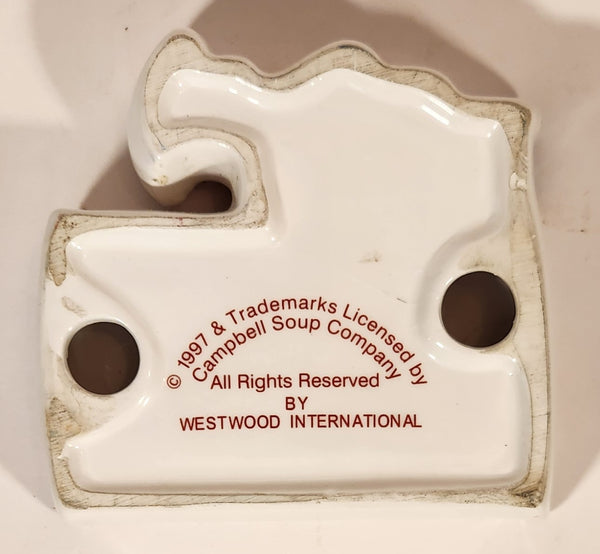 © 1997 & Trademarks Licensed by
Campbell Soup Company
All Rights Reserved
BY
WESTWOOD INTERNATIONAL